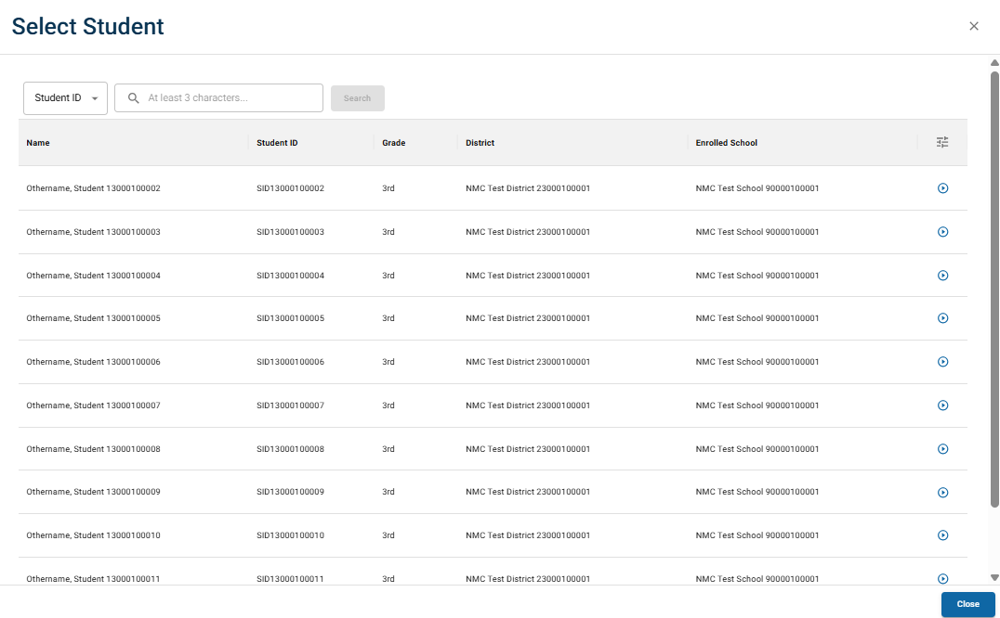 Select Student
Student ID At least 3 characters... Search
Name Student ID Grade District Enrolled School
Othername, Student 13000100002 SID13000100002 3rd NMC Test District 23000100001 NMC Test School 90000100001
Othername, Student 13000100003 SID13000100003 3rd NMC Test District 23000100001 NMC Test School 90000100001
Othername, Student 13000100004 SID13000100004 3rd NMC Test District 23000100001 NMC Test School 90000100001
Othername, Student 13000100005 SID13000100005 3rd NMC Test District 23000100001 NMC Test School 90000100001
Othername, Student 13000100006 SID13000100006 3rd NMC Test District 23000100001 NMC Test School 90000100001
Othername, Student 13000100007 SID13000100007 3rd NMC Test District 23000100001 NMC Test School 90000100001
Othername, Student 13000100008 SID13000100008 3rd NMC Test District 23000100001 NMC Test School 90000100001
Othername, Student 13000100009 SID13000100009 3rd NMC Test District 23000100001 NMC Test School 90000100001
Othername, Student 13000100010 SID13000100010 3rd NMC Test District 23000100001 NMC Test School 90000100001
Othername, Student 13000100011 SID13000100011 3rd NMC Test District 23000100001 NMC Test School 90000100001
Close